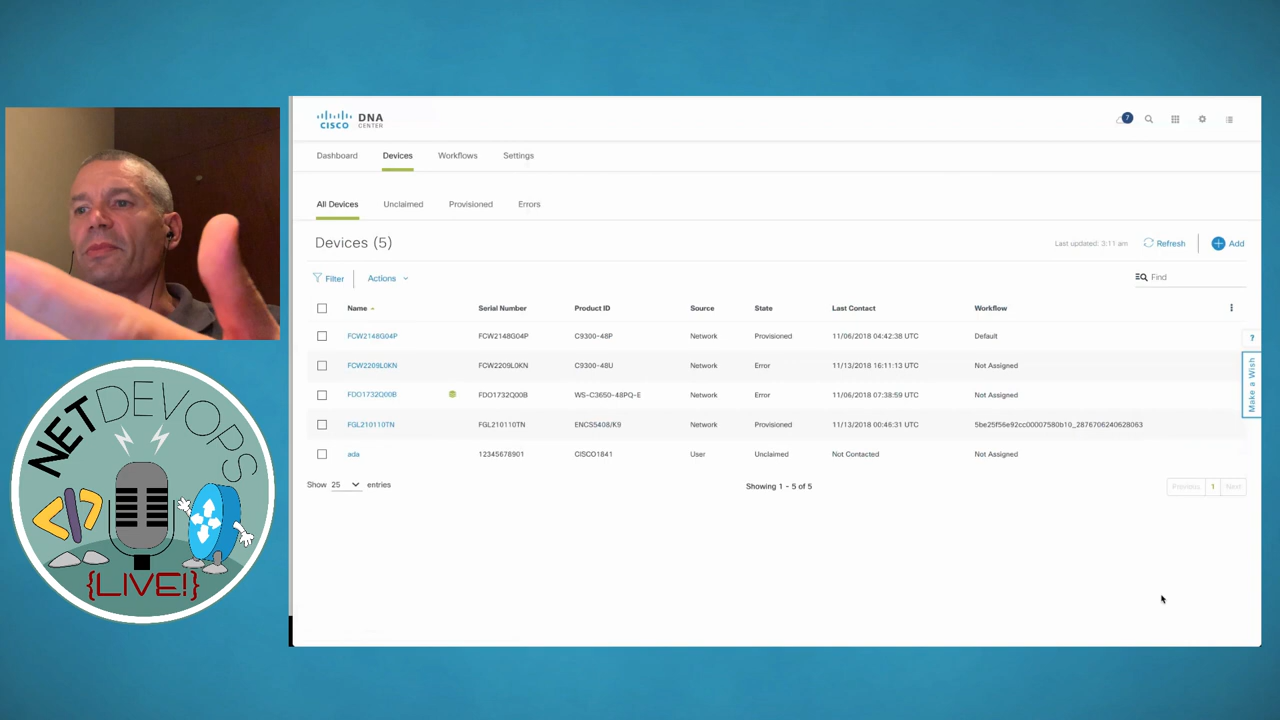 CISCO DNA CENTER
7
Dashboard Devices Workflows Settings
All Devices Unclaimed Provisioned Errors
Devices (5)
Last updated: 3:11 am Refresh Add
Filter Actions Find
Name Serial Number Product ID Source State Last Contact Workflow
FCW2148G04P FCW2148G04P C9300-48P Network Provisioned 11/06/2018 04:42:38 UTC Default
FCW2209L0KN FCW2209L0KN C9300-48U Network Error 11/13/2018 16:11:13 UTC Not Assigned
FDO1732Q00B FDO1732Q00B WS-C3650-48PQ-E Network Error 11/06/2018 07:38:59 UTC Not Assigned
FGL210110TN FGL210110TN ENCS5408/K9 Network Provisioned 11/13/2018 00:46:31 UTC 5be25f56e92cc00007580b10_2876706240628063
ada 12345678901 CISCO1841 User Unclaimed Not Contacted Not Assigned
Show 25 entries Showing 1 - 5 of 5 Previous 1 Next
?
Make a Wish
NETDEVOPS
</>
{LIVE!}